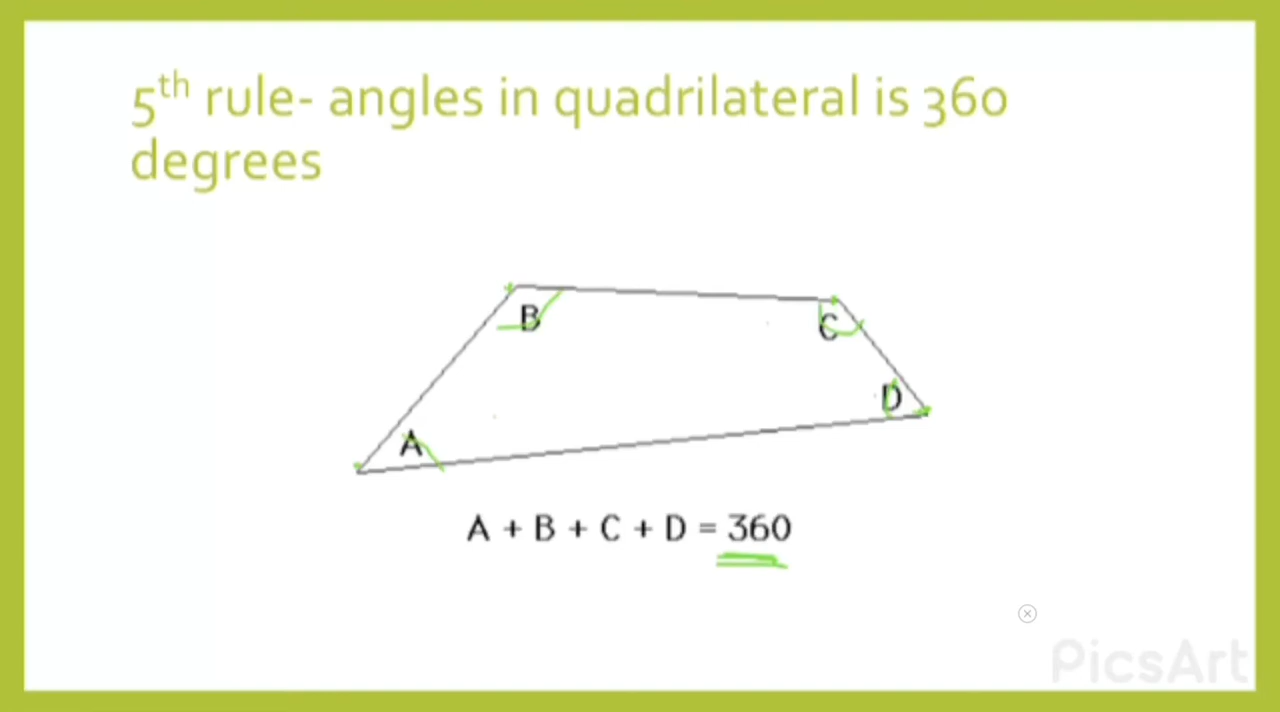 5th rule- angles in quadrilateral is 360
degrees
B
C
D
A
A + B + C + D = 360
PicsArt